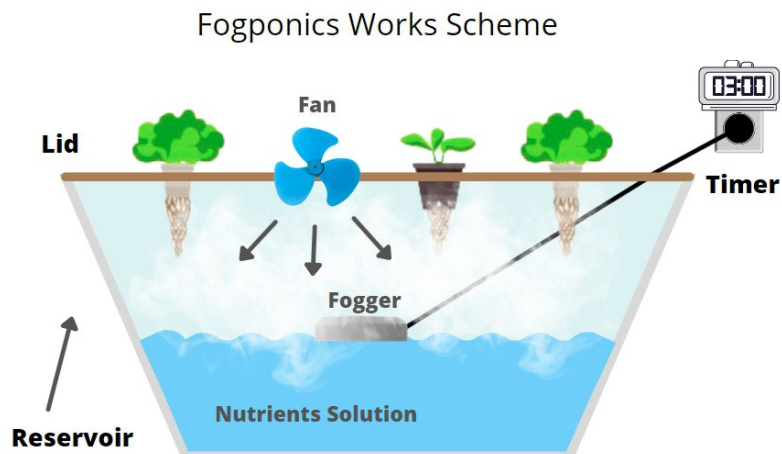 Fogponics Works Scheme
Fan
03:00
Lid
Timer
Fogger
Nutrients Solution
Reservoir